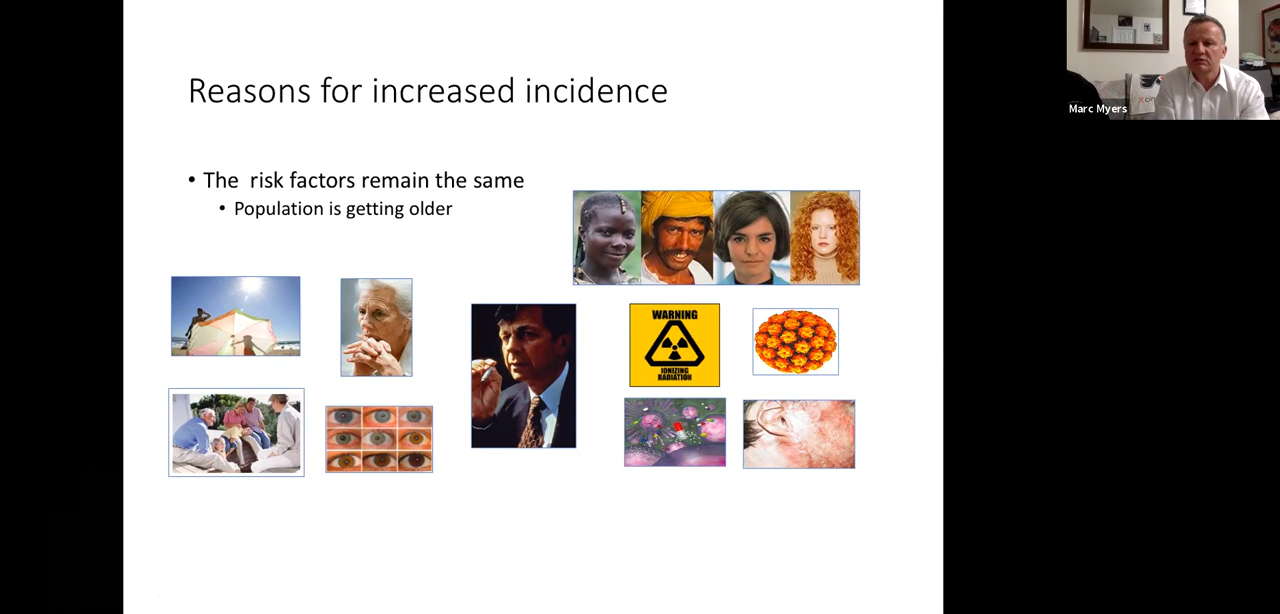 Reasons for increased incidence
Marc Myers
• The risk factors remain the same
• Population is getting older
WARNING
IONIZING
RADIATION